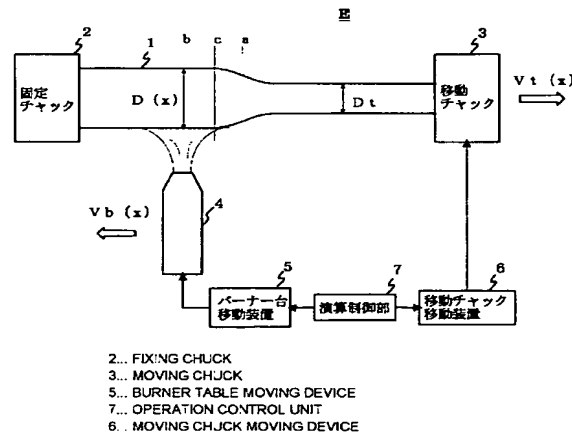 E
2
1
b
c
a
3
固定
チャック
D (x)
D t
移動
チャック
V t (x)
V b (x)
4
5
7
6
バーナー台
移動装置
演算制御部
移動チャック
移動装置
2... FIXING CHUCK
3... MOVING CHUCK
5... BURNER TABLE MOVING DEVICE
7... OPERATION CONTROL UNIT
6... MOVING CHUCK MOVING DEVICE